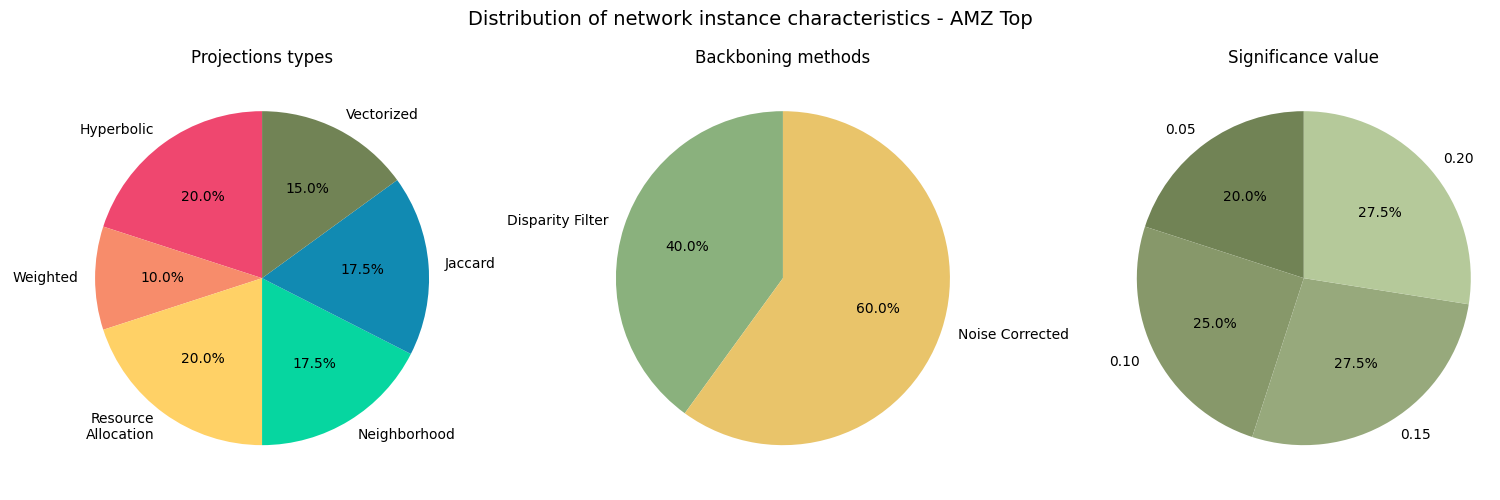 Distribution of network instance characteristics - AMZ Top
Projections types
Hyperbolic
Vectorized
Weighted
Jaccard
Resource
Allocation
Neighborhood
20.0%
15.0%
10.0%
17.5%
20.0%
17.5%
Backboning methods
Disparity Filter
40.0%
60.0%
Noise Corrected
Significance value
0.05
0.20
20.0%
27.5%
25.0%
27.5%
0.10
0.15